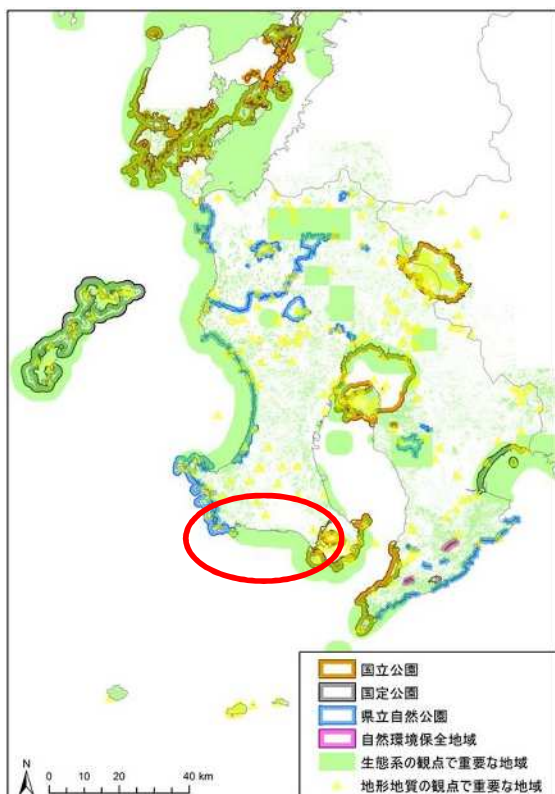 国立公園
国定公園
県立自然公園
自然環境保全地域
生態系の観点で重要な地域
地形地質の観点で重要な地域
N
0 10 20 40 km